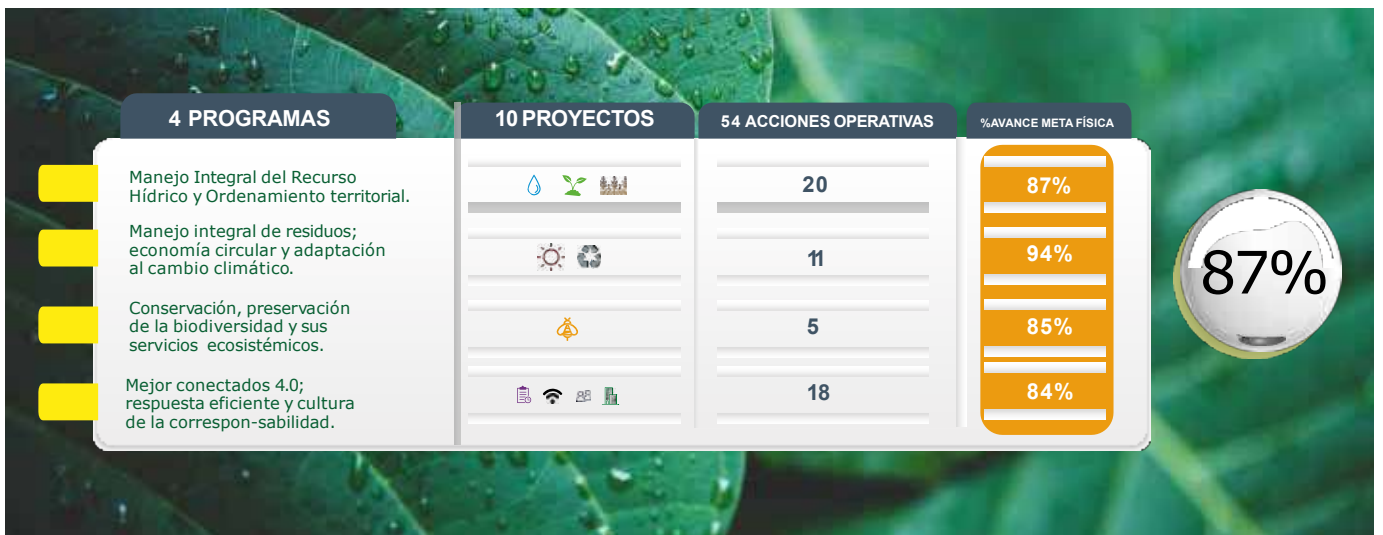 4 PROGRAMAS
10 PROYECTOS
54 ACCIONES OPERATIVAS
%AVANCE META FÍSICA
Manejo Integral del Recurso
Hídrico y Ordenamiento territorial.
20
87%
Manejo integral de residuos;
economía circular y adaptación
al cambio climático.
11
94%
Conservación, preservación
de la biodiversidad y sus
servicios ecosistémicos.
5
85%
Mejor conectados 4.0;
respuesta eficiente y cultura
de la correspon-sabilidad.
18
84%
87%